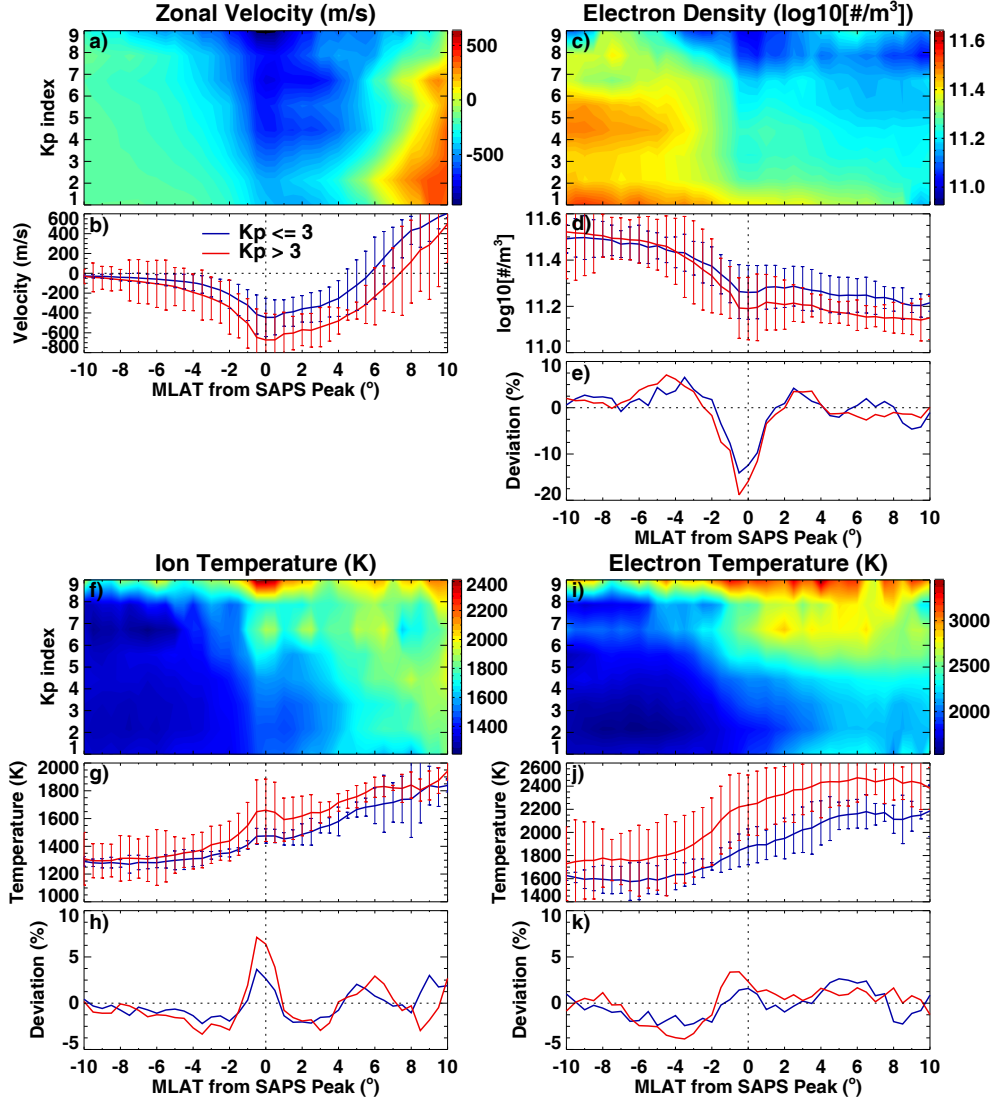 Zonal Velocity (m/s)
a)
Kp index
9
8
7
6
5
4
3
2
1
500
0
-500
b)
Kp <= 3
Kp > 3
Velocity (m/s)
600
400
200
0
-200
-400
-600
-800
-10 -8 -6 -4 -2 0 2 4 6 8 10
MLAT from SAPS Peak (°)
Electron Density (log10[#/m³])
c)
9
8
7
6
5
4
3
2
1
11.6
11.4
11.2
11.0
d)
log10[#/m³]
11.6
11.4
11.2
11.0
e)
Deviation (%)
10
0
-10
-20
-10 -8 -6 -4 -2 0 2 4 6 8 10
MLAT from SAPS Peak (°)
Ion Temperature (K)
f)
Kp index
9
8
7
6
5
4
3
2
1
2400
2200
2000
1800
1600
1400
g)
Temperature (K)
2000
1800
1600
1400
1200
1000
h)
Deviation (%)
10
5
0
-5
-10 -8 -6 -4 -2 0 2 4 6 8 10
MLAT from SAPS Peak (°)
Electron Temperature (K)
i)
9
8
7
6
5
4
3
2
1
3000
2500
2000
j)
Temperature (K)
2600
2400
2200
2000
1800
1600
1400
k)
Deviation (%)
10
5
0
-5
-10 -8 -6 -4 -2 0 2 4 6 8 10
MLAT from SAPS Peak (°)